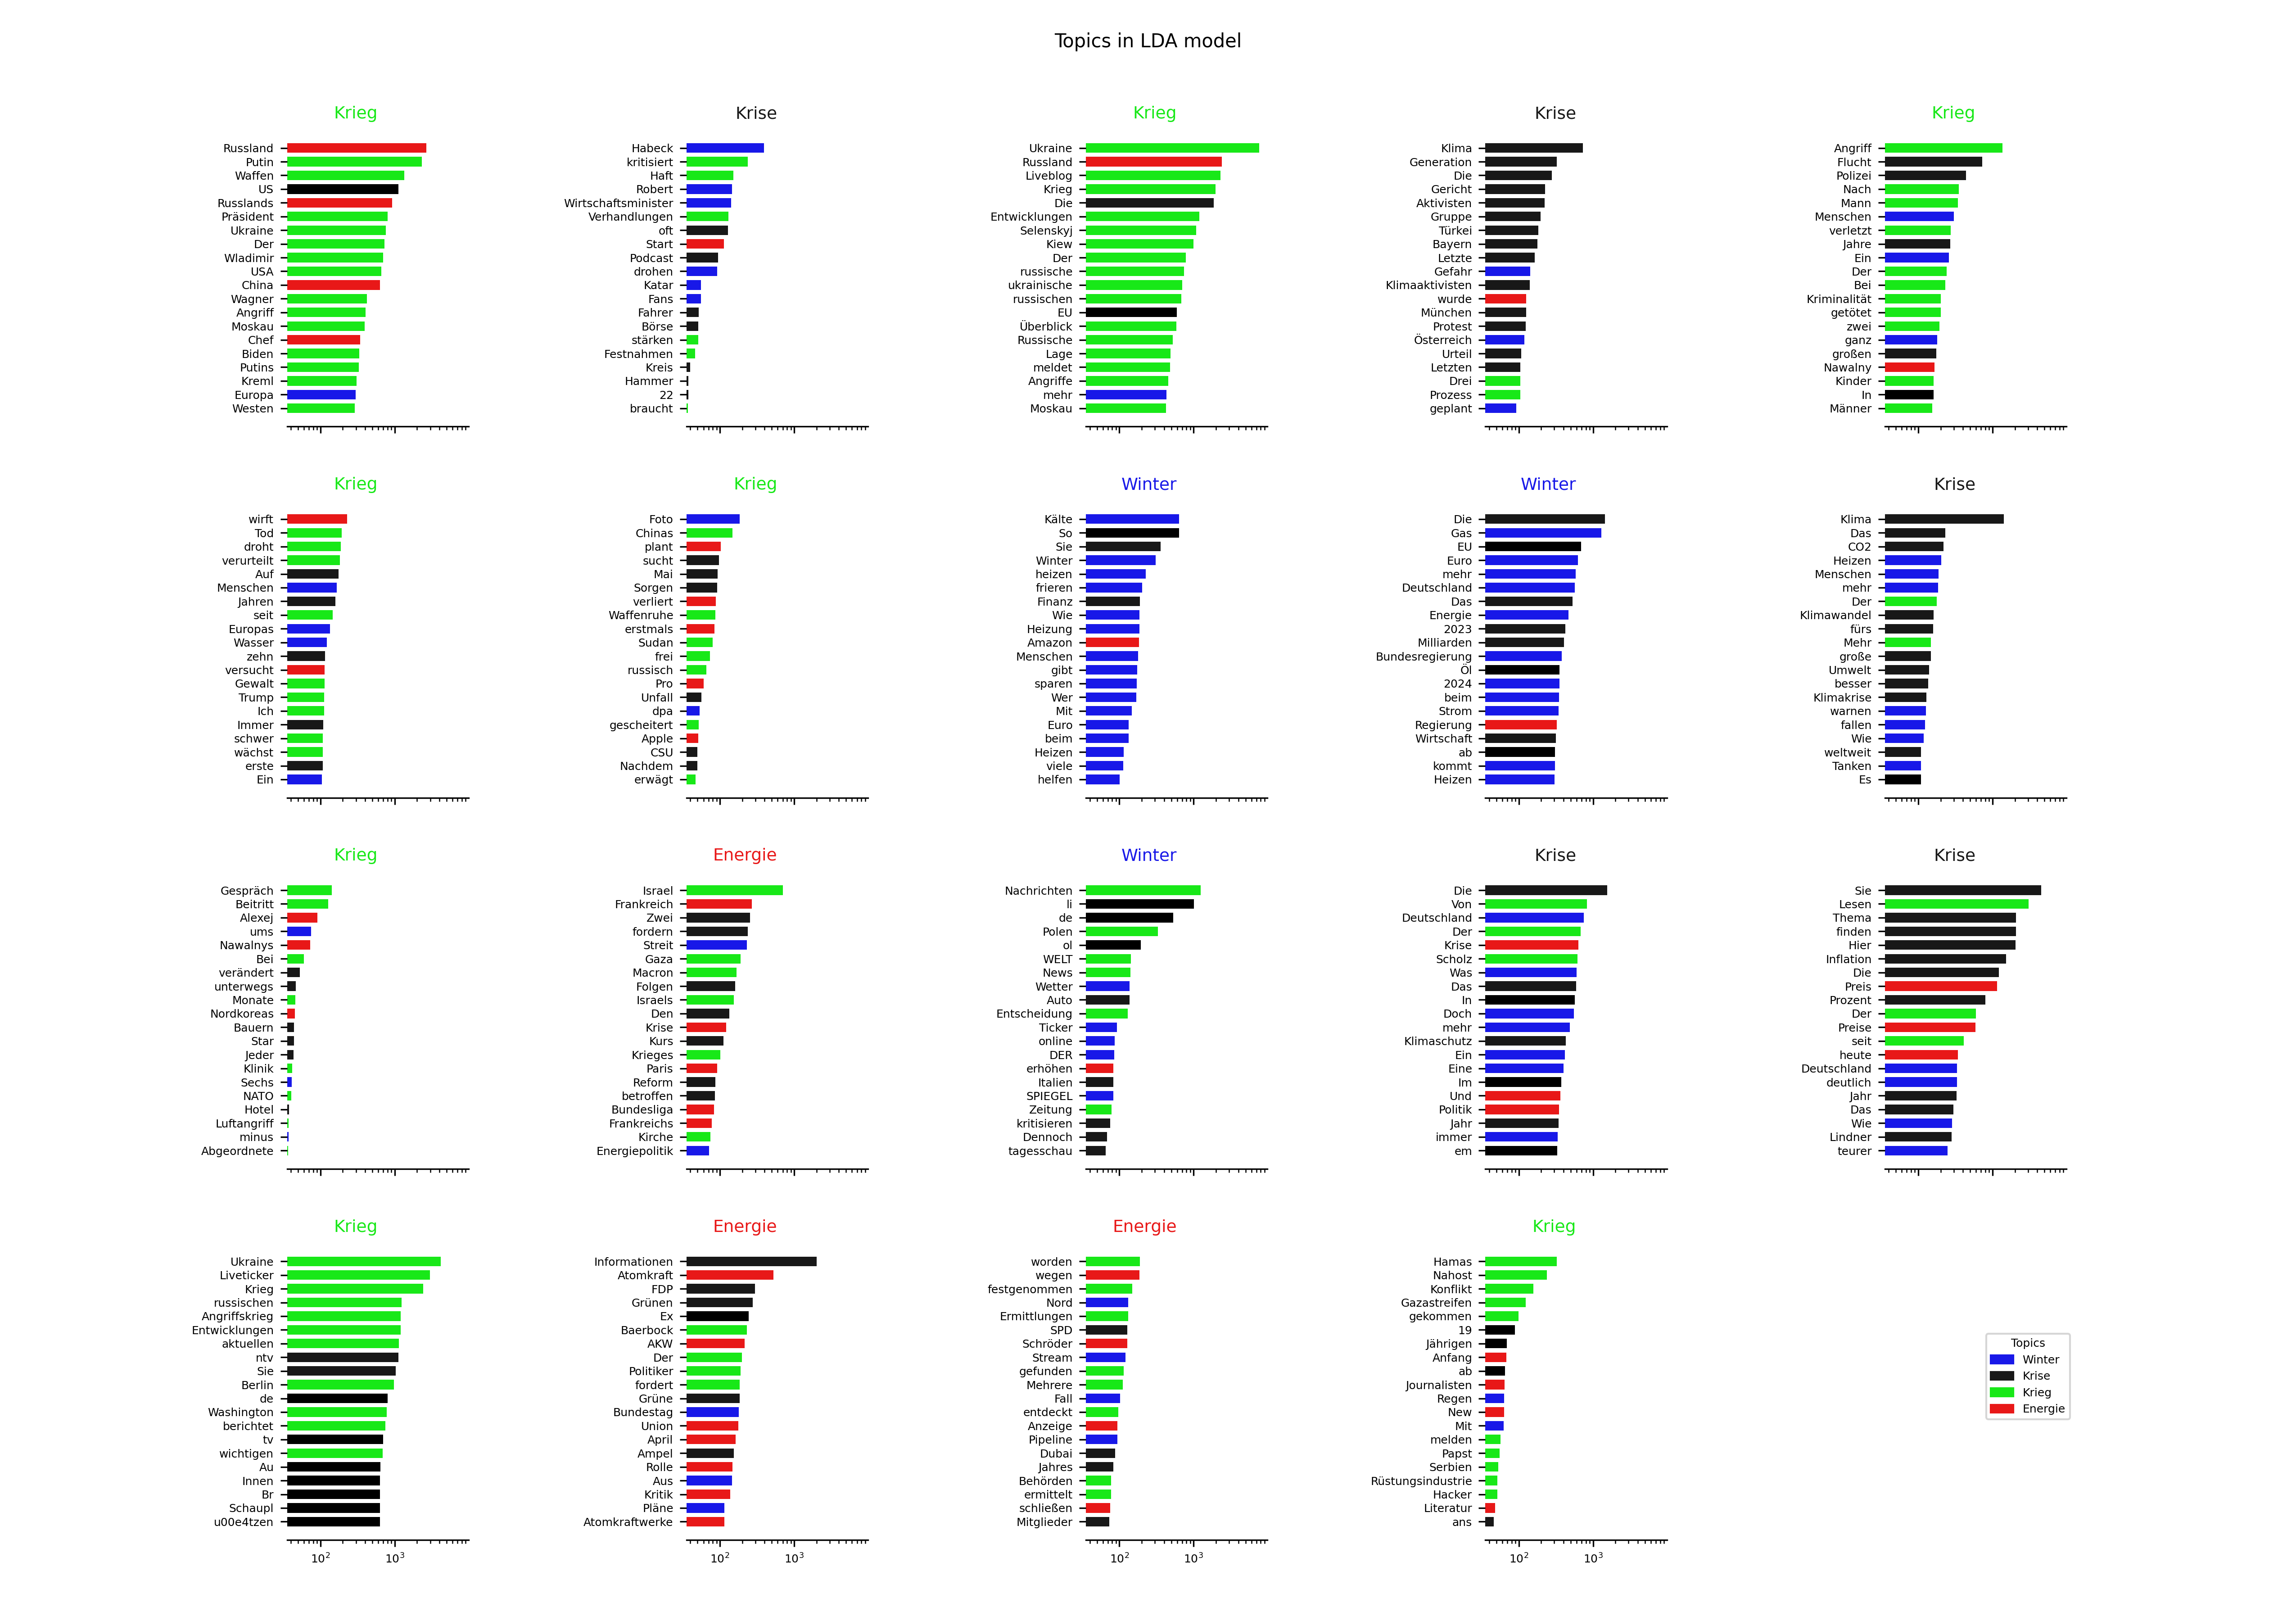 Topics in LDA model
Krieg
Russland
Putin
Waffen
US
Russlands
Präsident
Ukraine
Der
Wladimir
USA
China
Wagner
Angriff
Moskau
Chef
Biden
Putins
Kreml
Europa
Westen
Krise
Habeck
kritisiert
Haft
Robert
Wirtschaftsminister
Verhandlungen
oft
Start
Podcast
drohen
Katar
Fans
Fahrer
Börse
stärken
Festnahmen
Kreis
Hammer
22
braucht
Krieg
Ukraine
Russland
Liveblog
Krieg
Die
Entwicklungen
Selenskyj
Kiew
Der
russische
ukrainische
russischen
EU
Überblick
Russische
Lage
meldet
Angriffe
mehr
Moskau
Krise
Klima
Generation
Die
Gericht
Aktivisten
Gruppe
Türkei
Bayern
Letzte
Gefahr
Klimaaktivisten
wurde
München
Protest
Österreich
Urteil
Letzten
Drei
Prozess
geplant
Krieg
Angriff
Flucht
Polizei
Nach
Mann
Menschen
verletzt
Jahre
Ein
Der
Bei
Kriminalität
getötet
zwei
ganz
großen
Nawalny
Kinder
In
Männer
Krieg
wirft
Tod
droht
verurteilt
Auf
Menschen
Jahren
seit
Europas
Wasser
zehn
versucht
Gewalt
Trump
Ich
Immer
schwer
wächst
erste
Ein
Krieg
Foto
Chinas
plant
sucht
Mai
Sorgen
verliert
Waffenruhe
erstmals
Sudan
frei
russisch
Pro
Unfall
dpa
gescheitert
Apple
CSU
Nachdem
erwägt
Winter
Kälte
So
Sie
Winter
heizen
frieren
Finanz
Wie
Heizung
Amazon
Menschen
gibt
sparen
Wer
Mit
Euro
beim
Heizen
viele
helfen
Winter
Die
Gas
EU
Euro
mehr
Deutschland
Das
Energie
2023
Milliarden
Bundesregierung
Öl
2024
beim
Strom
Regierung
Wirtschaft
ab
kommt
Heizen
Krise
Klima
Das
CO2
Heizen
Menschen
mehr
Der
Klimawandel
fürs
Mehr
große
Umwelt
besser
Klimakrise
warnen
fallen
Wie
weltweit
Tanken
Es
Krieg
Gespräch
Beitritt
Alexej
ums
Nawalnys
Bei
verändert
unterwegs
Monate
Nordkoreas
Bauern
Star
Jeder
Klinik
Sechs
NATO
Hotel
Luftangriff
minus
Abgeordnete
Energie
Israel
Frankreich
Zwei
fordern
Streit
Gaza
Macron
Folgen
Israels
Den
Krise
Kurs
Krieges
Paris
Reform
betroffen
Bundesliga
Frankreichs
Kirche
Energiepolitik
Winter
Nachrichten
li
de
Polen
ol
WELT
News
Wetter
Auto
Entscheidung
Ticker
online
DER
erhöhen
Italien
SPIEGEL
Zeitung
kritisieren
Dennoch
tagesschau
Krise
Die
Von
Deutschland
Der
Krise
Scholz
Was
Das
In
Doch
mehr
Klimaschutz
Ein
Eine
Im
Und
Politik
Jahr
immer
em
Krise
Sie
Lesen
Thema
finden
Hier
Inflation
Die
Preis
Prozent
Der
Preise
seit
heute
Deutschland
deutlich
Jahr
Das
Wie
Lindner
teurer
Krieg
Ukraine
Liveticker
Krieg
russischen
Angriffskrieg
Entwicklungen
aktuellen
ntv
Sie
Berlin
de
Washington
berichtet
tv
wichtigen
Au
Innen
Br
Schaupl
u00e4tzen
10² 10³
Energie
Informationen
Atomkraft
FDP
Grünen
Ex
Baerbock
AKW
Der
Politiker
fordert
Grüne
Bundestag
Union
April
Ampel
Rolle
Aus
Kritik
Pläne
Atomkraftwerke
10² 10³
Energie
worden
wegen
festgenommen
Nord
Ermittlungen
SPD
Schröder
Stream
gefunden
Mehrere
Fall
entdeckt
Anzeige
Pipeline
Dubai
Jahres
Behörden
ermittelt
schließen
Mitglieder
10² 10³
Krieg
Hamas
Nahost
Konflikt
Gazastreifen
gekommen
19
Jährigen
Anfang
ab
Journalisten
Regen
New
Mit
melden
Papst
Serbien
Rüstungsindustrie
Hacker
Literatur
ans
10² 10³
Topics
Winter
Krise
Krieg
Energie